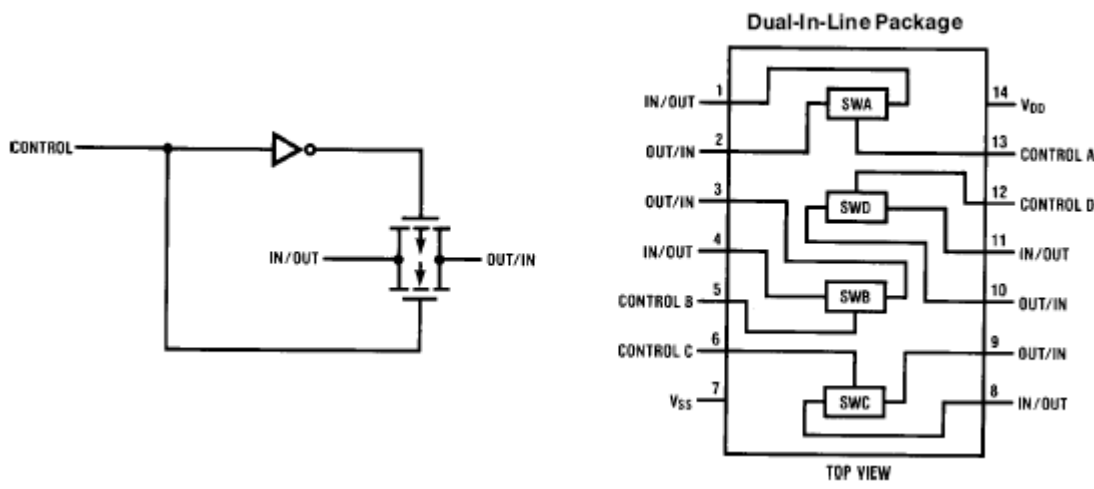 CONTROL
IN/OUT
OUT/IN
Dual-In-Line Package
1
IN/OUT
2
OUT/IN
3
OUT/IN
4
IN/OUT
5
CONTROL B
6
CONTROL C
7
VSS
SWA
SWD
SWB
SWC
14
VDD
13
CONTROL A
12
CONTROL D
11
IN/OUT
10
OUT/IN
9
OUT/IN
8
IN/OUT
TOP VIEW